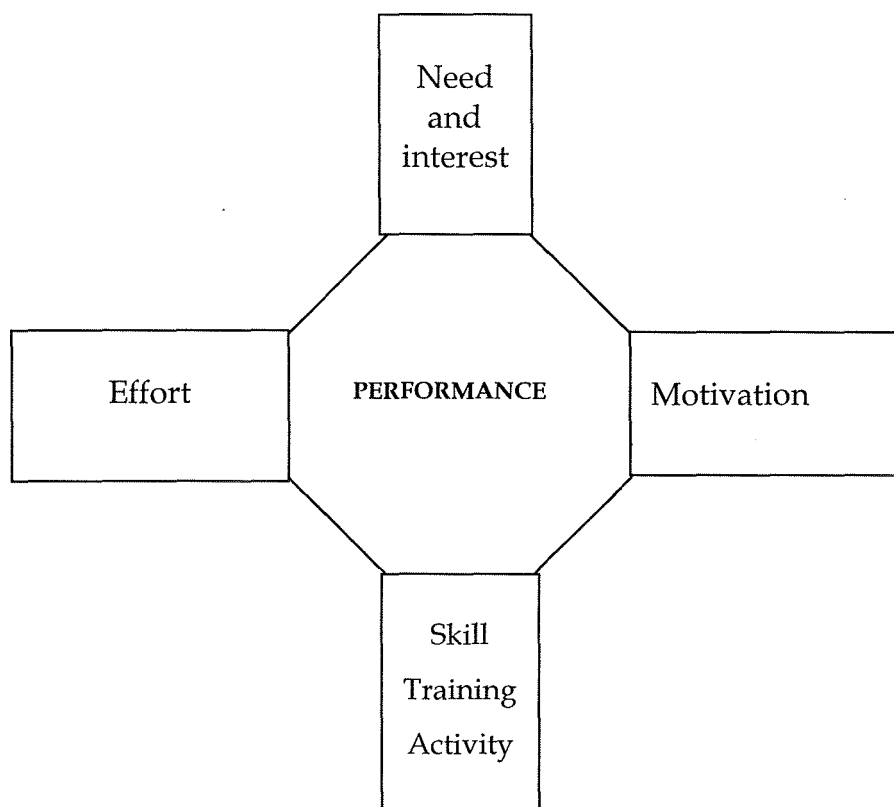 Need
and
interest
Effort
PERFORMANCE
Motivation
Skill
Training
Activity